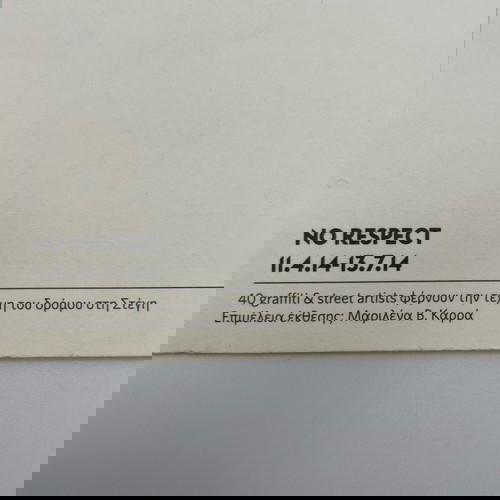 NO RESPECT
11.4.14-13.7.14
40 graffiti & street artists φέρνουν την τέχνη του δρόμου στη Στέγη
Επιμέλεια έκθεσης: Μαριλένα Β. Καρρά